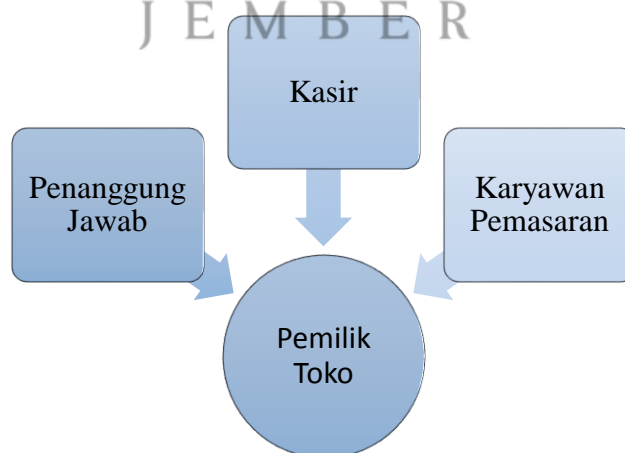 J E M B E R
Kasir
Penanggung
Jawab
Karyawan
Pemasaran
Pemilik
Toko